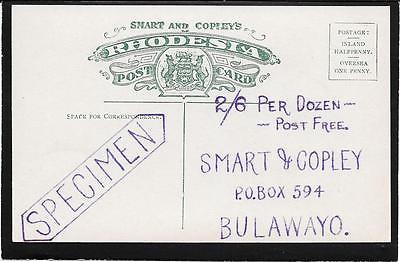 SMART AND COPLEY'S
RHODESIA
POST CARD
POSTAGE:
INLAND
HALFPENNY.
OVERSEA
ONE PENNY.
SPACE FOR CORRESPONDENCE.
2/6 PER DOZEN —
— POST FREE.
SPECIMEN
SMART & COPLEY
P.O. BOX 594
BULAWAYO.